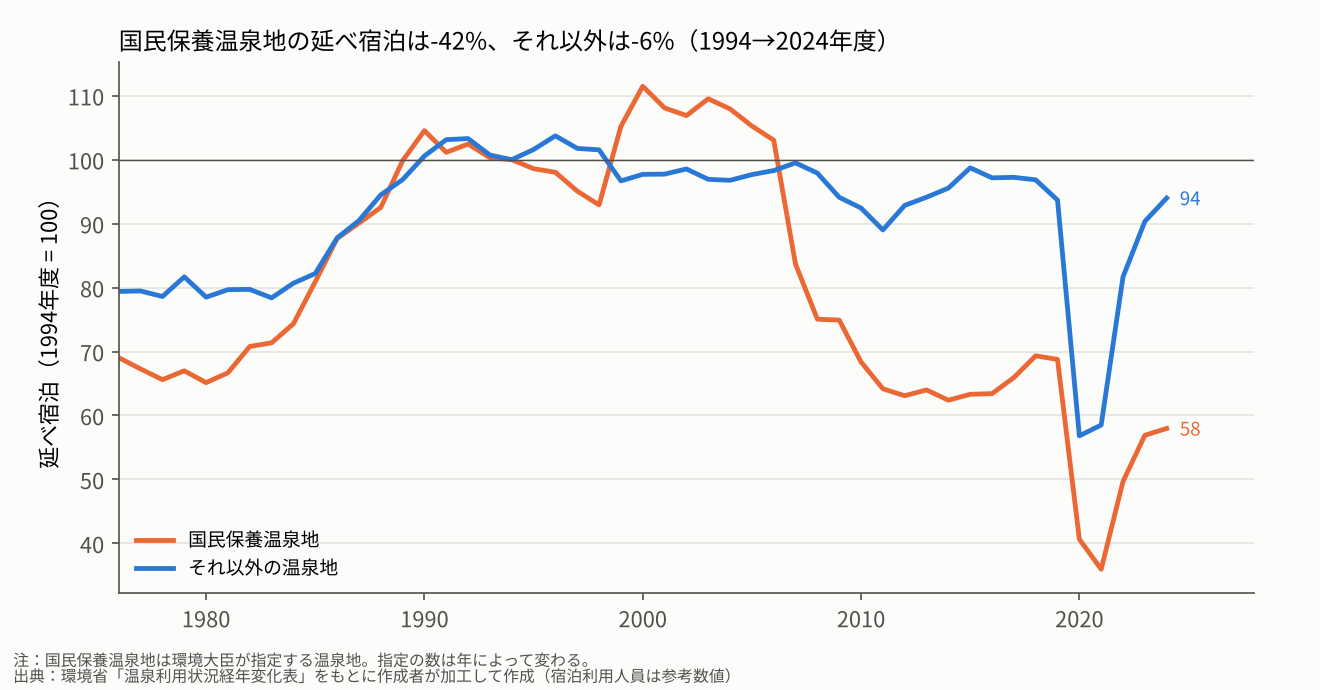 国民保養温泉地の延べ宿泊は-42%、それ以外は-6%（1994→2024年度）
延べ宿泊（1994年度 = 100）
110
100
90
80
70
60
50
40
94
58
国民保養温泉地
それ以外の温泉地
1980
1990
2000
2010
2020
注：国民保養温泉地は環境大臣が指定する温泉地。指定の数は年によって変わる。
出典：環境省「温泉利用状況経年変化表」をもとに作成者が加工して作成（宿泊利用人員は参考数値）